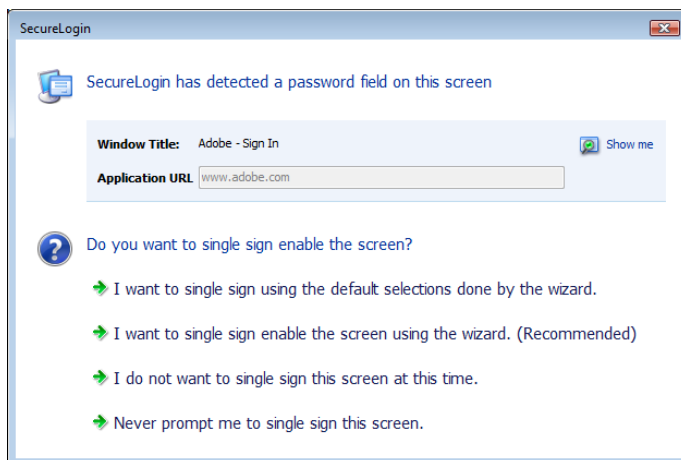 SecureLogin
SecureLogin has detected a password field on this screen
Window Title: Adobe - Sign In
Show me
Application URL www.adobe.com
Do you want to single sign enable the screen?
I want to single sign using the default selections done by the wizard.
I want to single sign enable the screen using the wizard. (Recommended)
I do not want to single sign this screen at this time.
Never prompt me to single sign this screen.